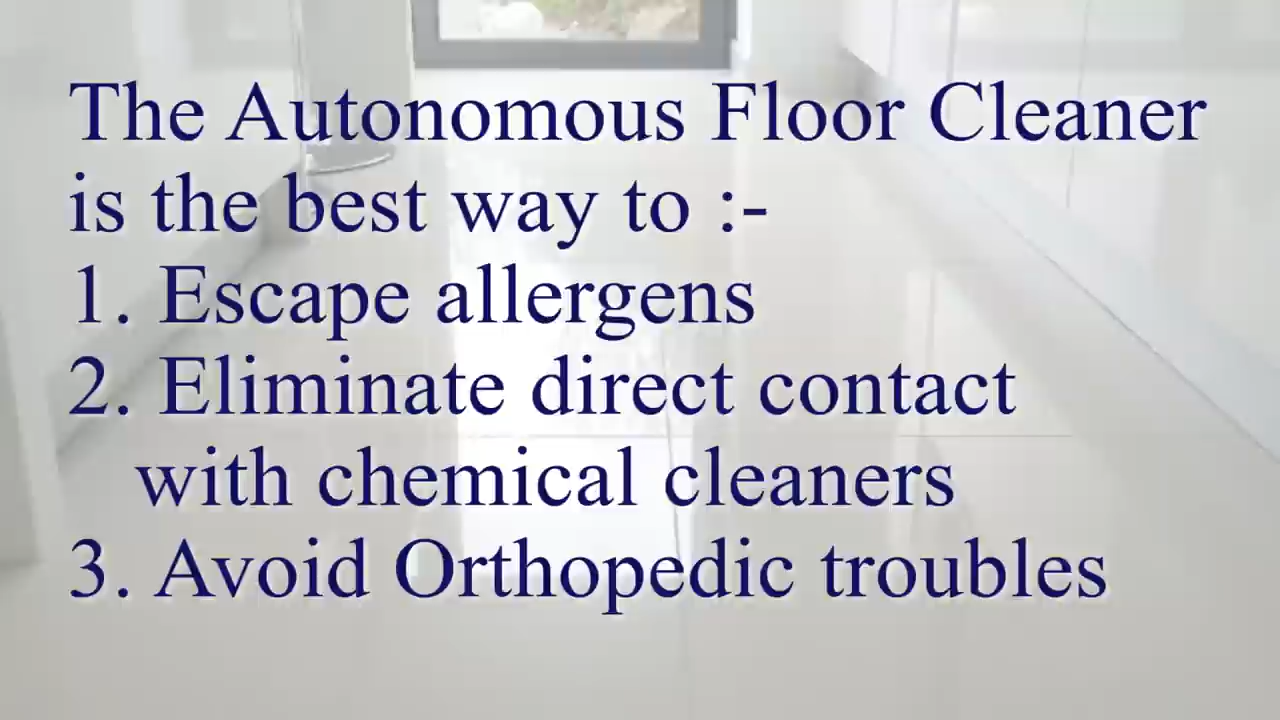 The Autonomous Floor Cleaner
is the best way to :-
1. Escape allergens
2. Eliminate direct contact
with chemical cleaners
3. Avoid Orthopedic troubles